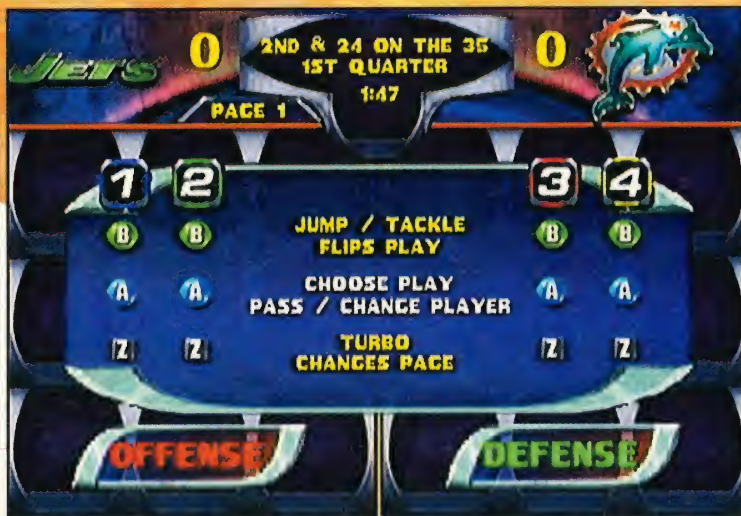 JETS 0 2ND & 24 ON THE 35 0
1ST QUARTER
1:47
PAGE 1
1 2 3 4
B B JUMP / TACKLE B B
FLIPS PLAY
A A CHOOSE PLAY A A
PASS / CHANGE PLAYER
Z Z TURBO Z Z
CHANGES PAGE
OFFENSE DEFENSE